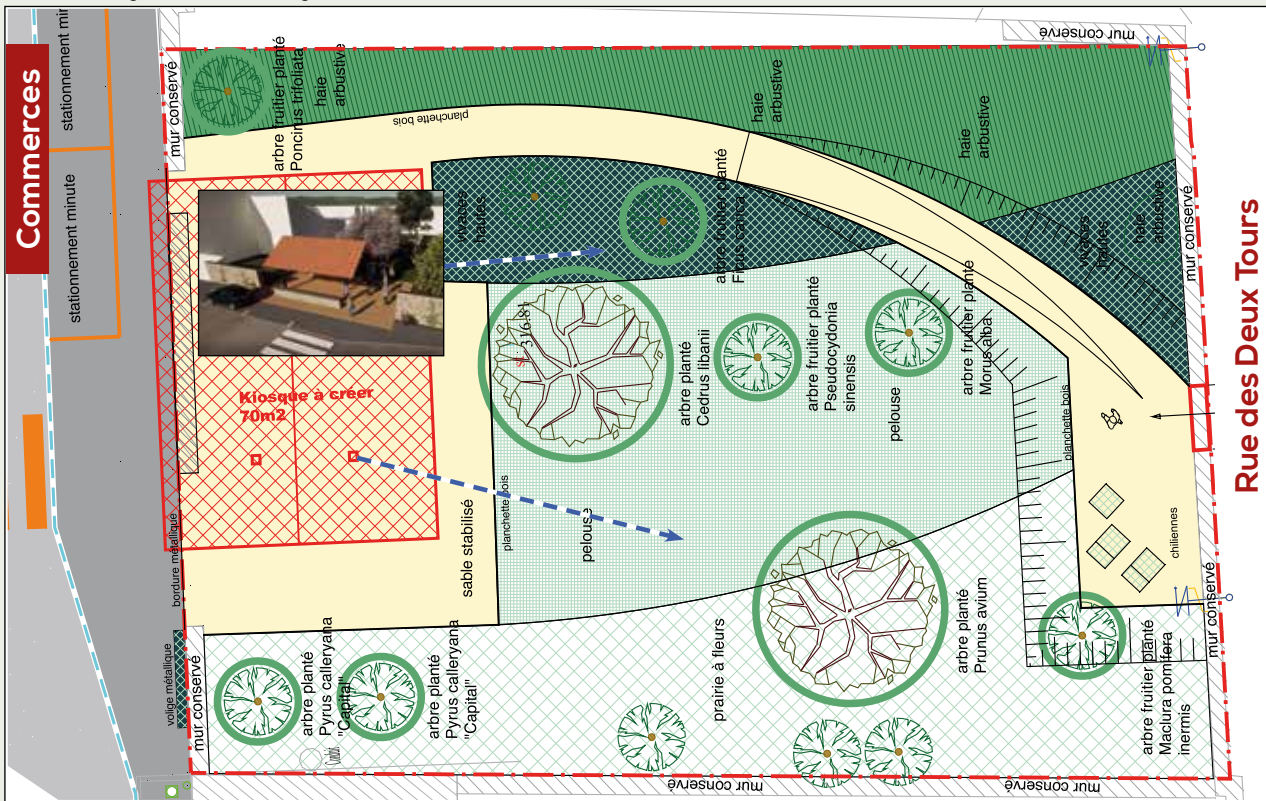 Commerces
stationnement minute
stationnement minute
mur conservé
arbre fruitier planté
Poncirus trifoliata
haie
arbustive
planchette bois
haie
arbustive
haie
arbustive
mur conservé
vivaces
haute
arbre fruitier planté
vivaces
hautes
haie
arbustive
mur conservé
Rue des Deux Tours
Kiosque à créer
70m2
316.81
arbre planté
Cedrus libanii
arbre fruitier planté
Pseudocydonia
sinensis
pelouse
arbre fruitier planté
Morus alba
planchette bois
bordure métallique
sable stabilisé
planchette bois
pelouse
chiliennes
volige métallique
mur conservé
arbre planté
Pyrus calleryana
"Capital"
arbre planté
Pyrus calleryana
"Capital"
prairie à fleurs
arbre planté
Prunus avium
arbre fruitier planté
Maclura pomifera
inermis
mur conservé
mur conservé
mur conservé